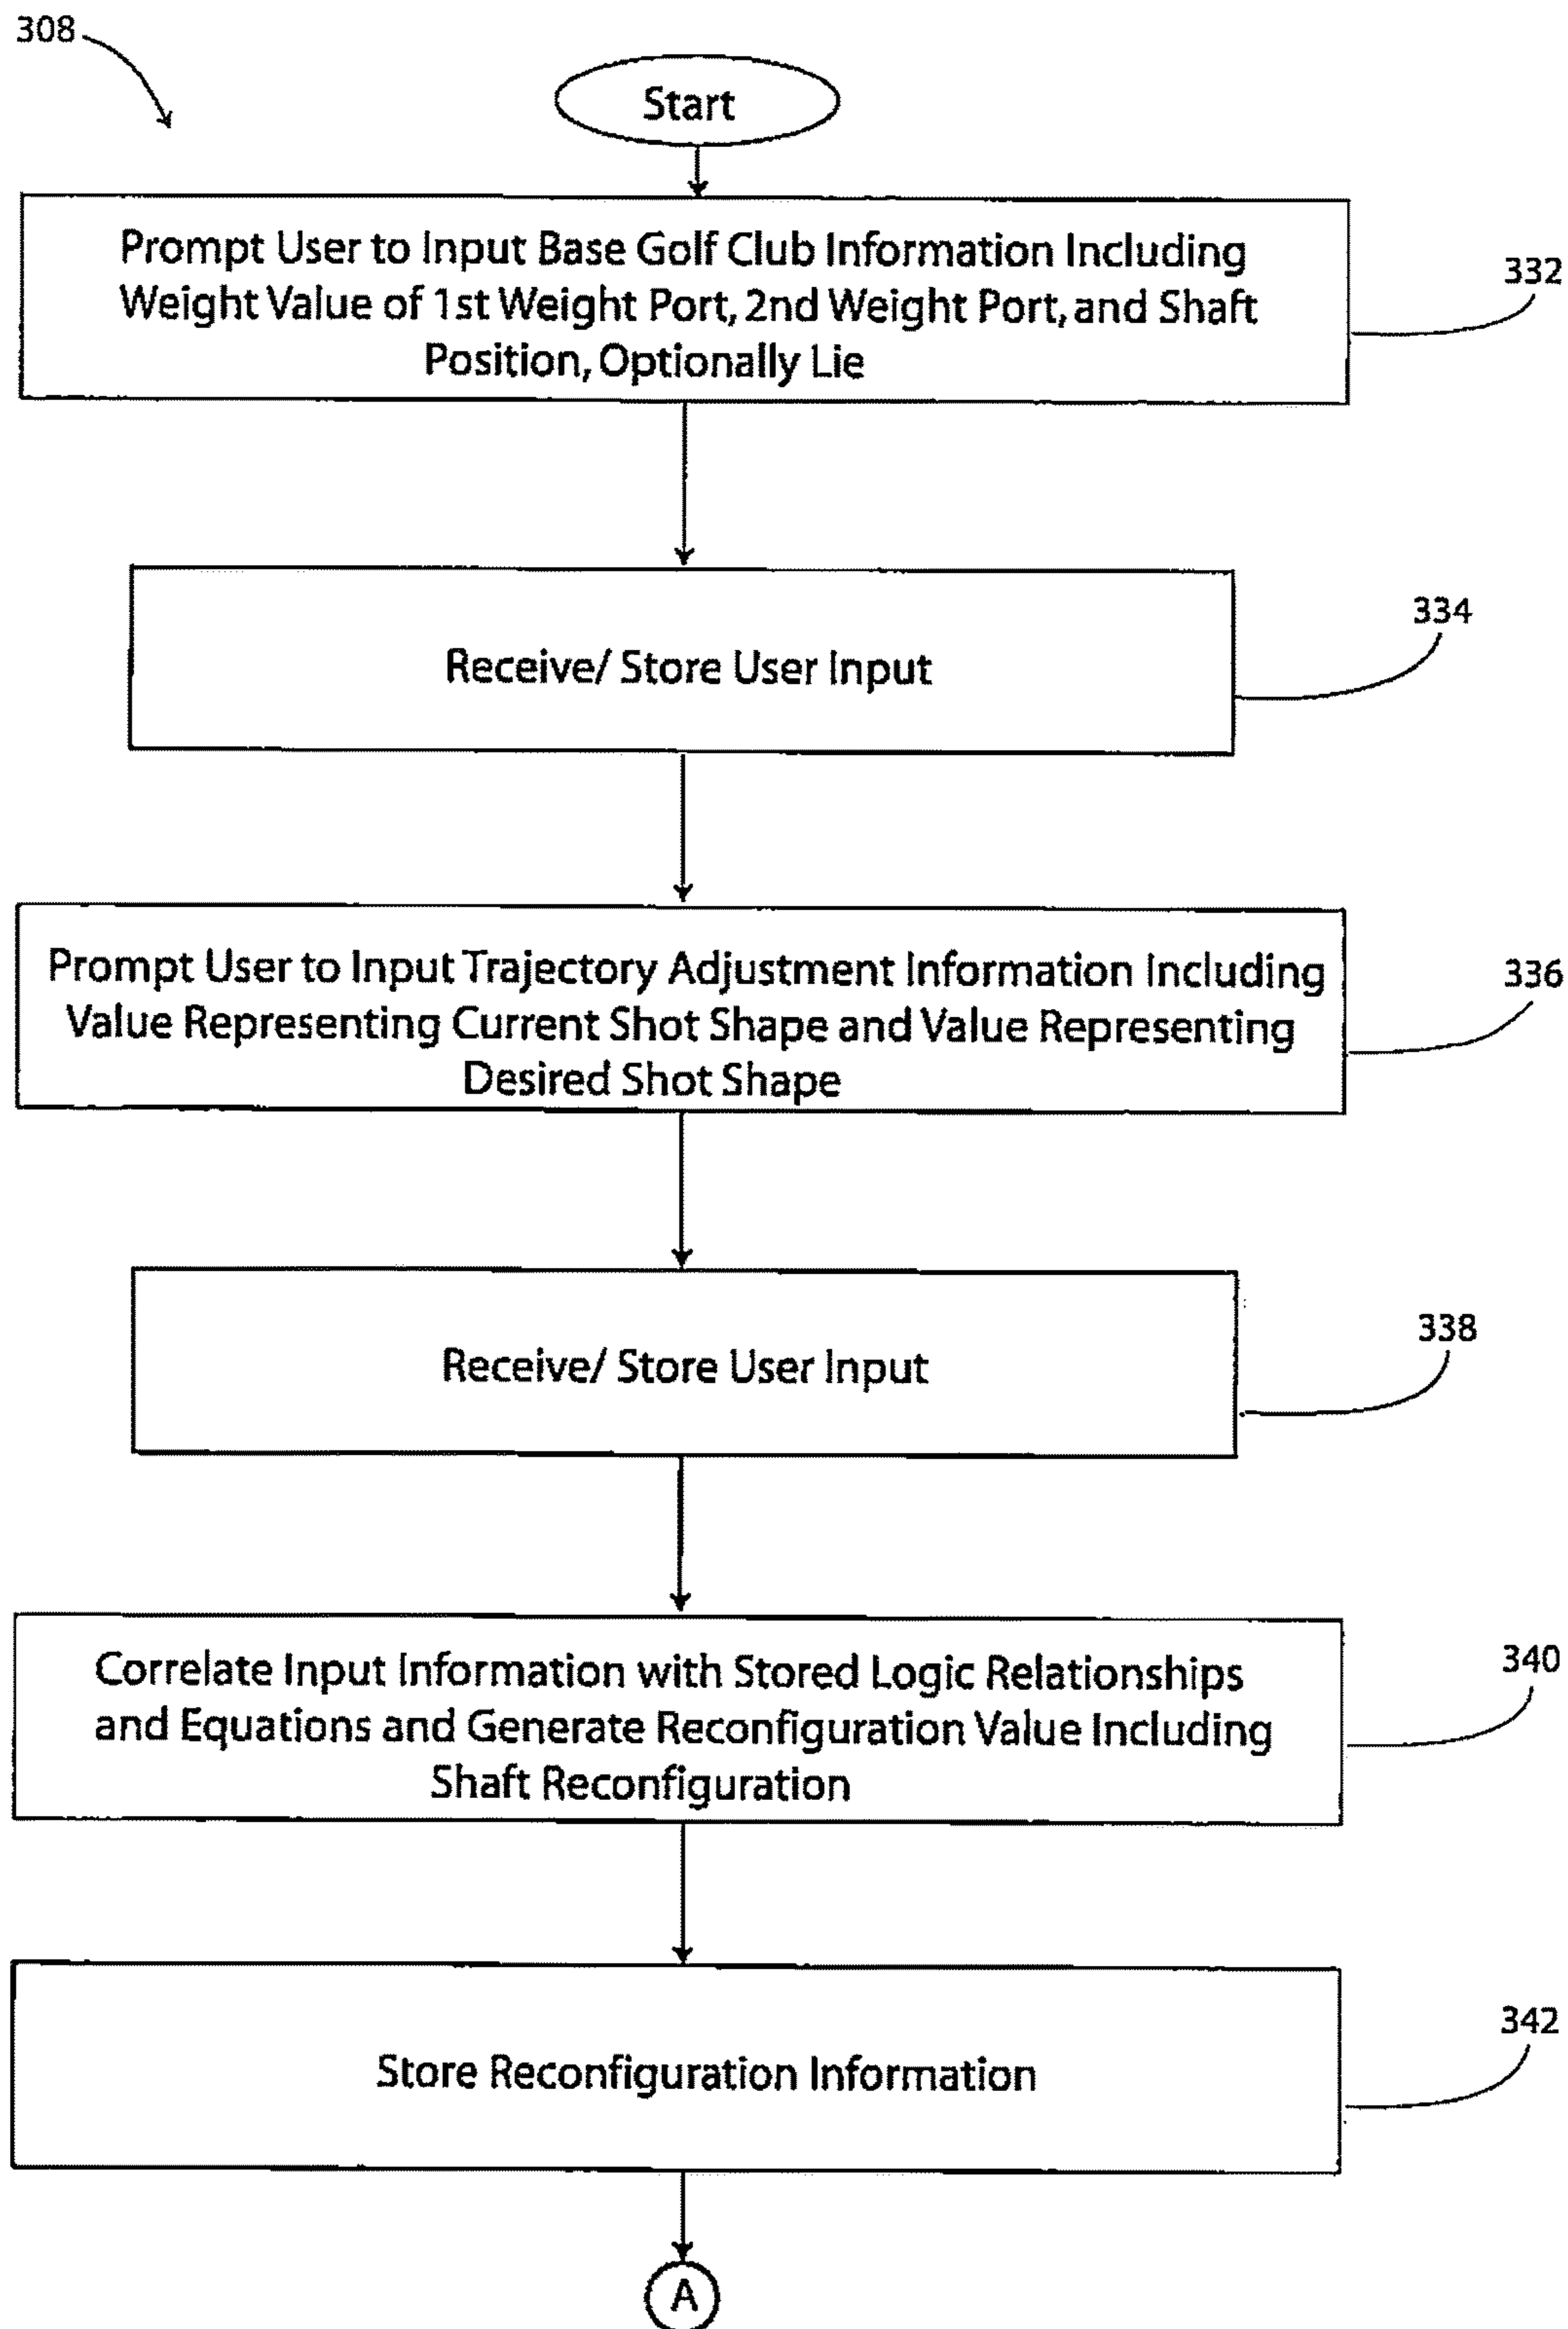 308
Start
Prompt User to Input Base Golf Club Information Including
Weight Value of 1st Weight Port, 2nd Weight Port, and Shaft
Position, Optionally Lie
332
Receive/ Store User Input
334
Prompt User to Input Trajectory Adjustment Information Including
Value Representing Current Shot Shape and Value Representing
Desired Shot Shape
336
Receive/ Store User Input
338
Correlate Input Information with Stored Logic Relationships
and Equations and Generate Reconfiguration Value Including
Shaft Reconfiguration
340
Store Reconfiguration Information
342
A